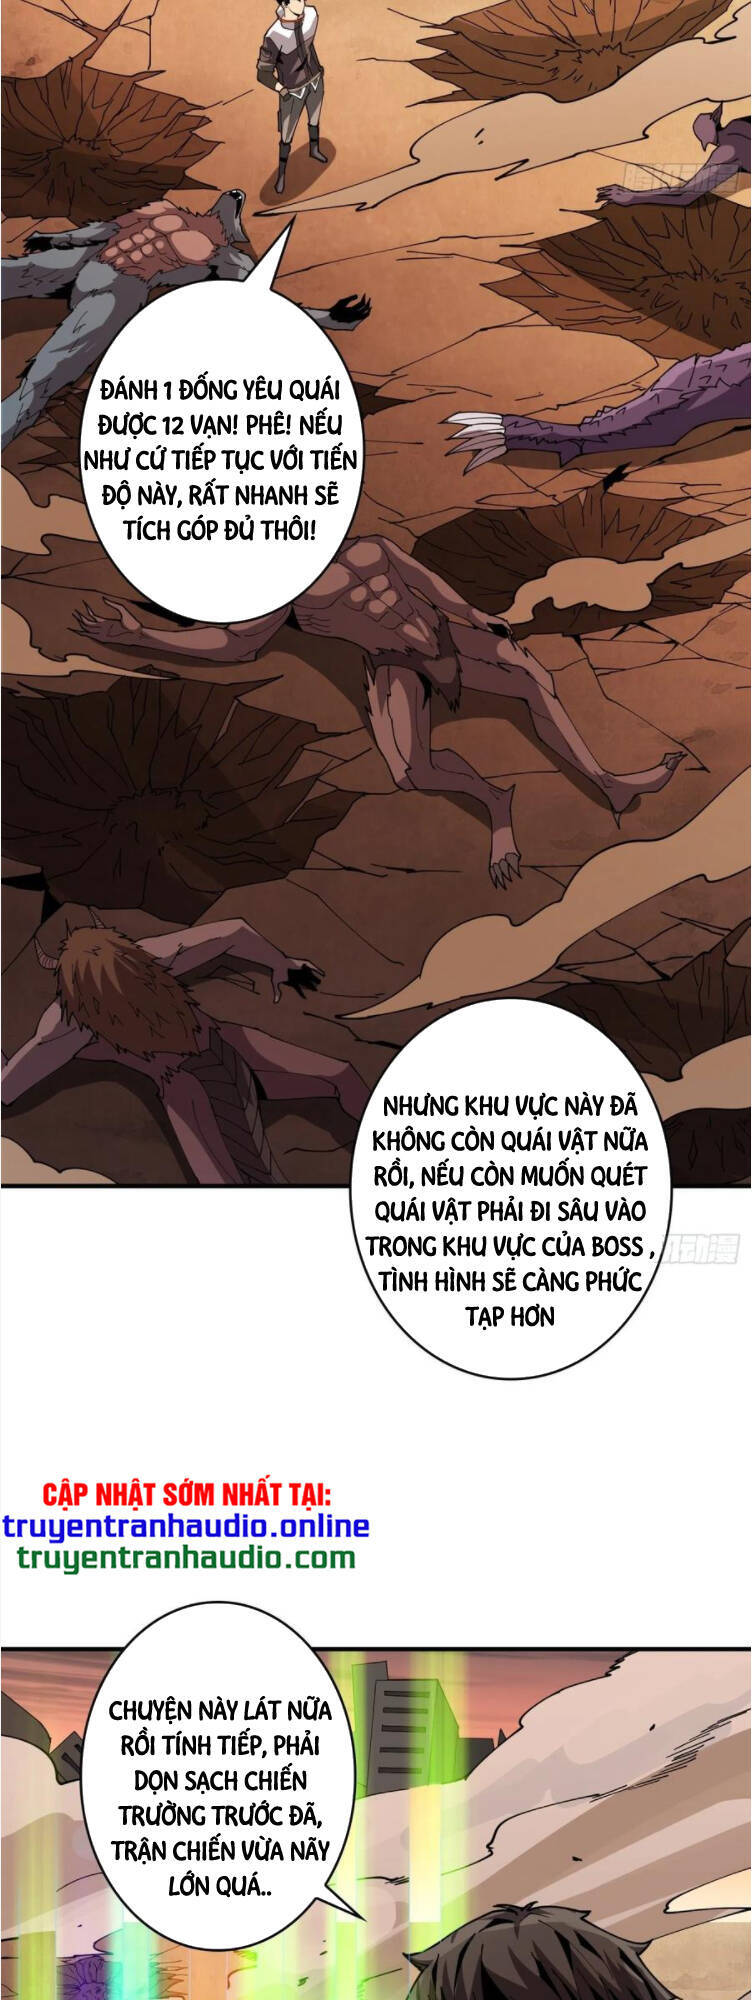 ĐÁNH 1 ĐỐNG YÊU QUÁI
ĐƯỢC 12 VẠN! PHÊ! NẾU
NHƯ CỨ TIẾP TỤC VỚI TIẾN
ĐỘ NÀY, RẤT NHANH SẼ
TÍCH GÓP ĐỦ THÔI!
NHƯNG KHU VỰC NÀY ĐÃ
KHÔNG CÒN QUÁI VẬT NỮA
RỒI, NẾU CÒN MUỐN QUÉT
QUÁI VẬT PHẢI ĐI SÂU VÀO
TRONG KHU VỰC CỦA BOSS ,
TÌNH HÌNH SẼ CÀNG PHỨC
TẠP HƠN
CẬP NHẬT SỚM NHẤT TẠI:
truyentranhaudio.online
truyentranhaudio.com
CHUYỆN NÀY LÁT NỮA
RỒI TÍNH TIẾP, PHẢI
DỌN SẠCH CHIẾN
TRƯỜNG TRƯỚC ĐÃ,
TRẬN CHIẾN VỪA NÃY
LỚN QUÁ..